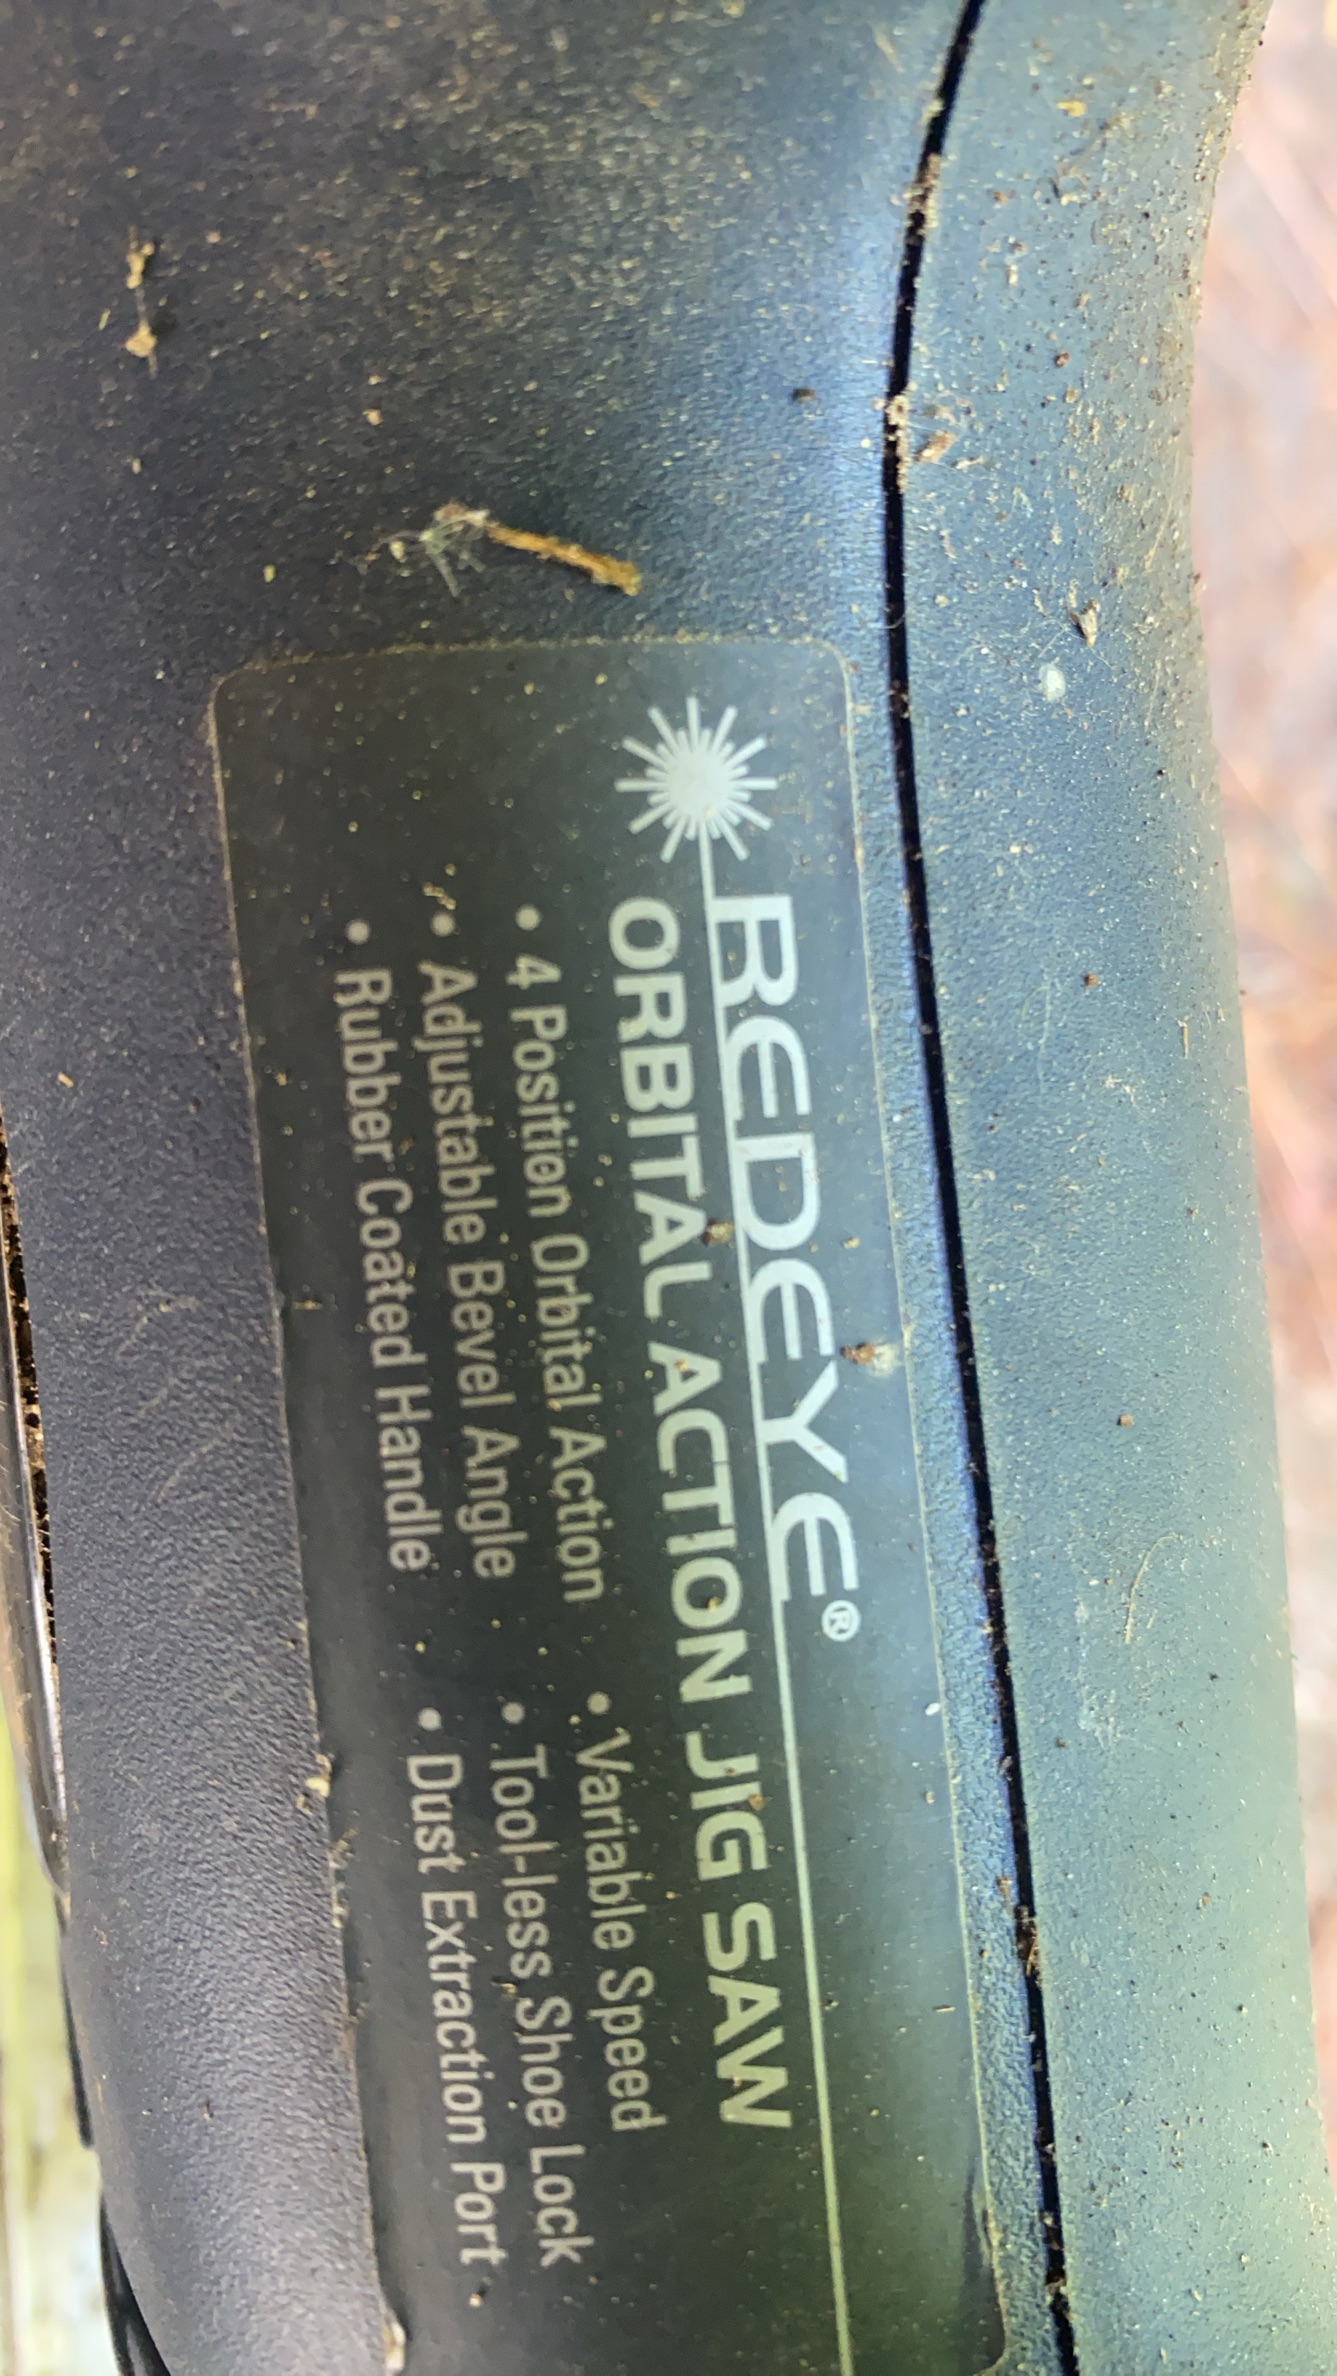 REDEYE®
ORBITAL ACTION JIG SAW
• 4 Position Orbital Action
• Adjustable Bevel Angle
• Rubber Coated Handle
• Variable Speed
• Tool-less Shoe Lock
• Dust Extraction Port